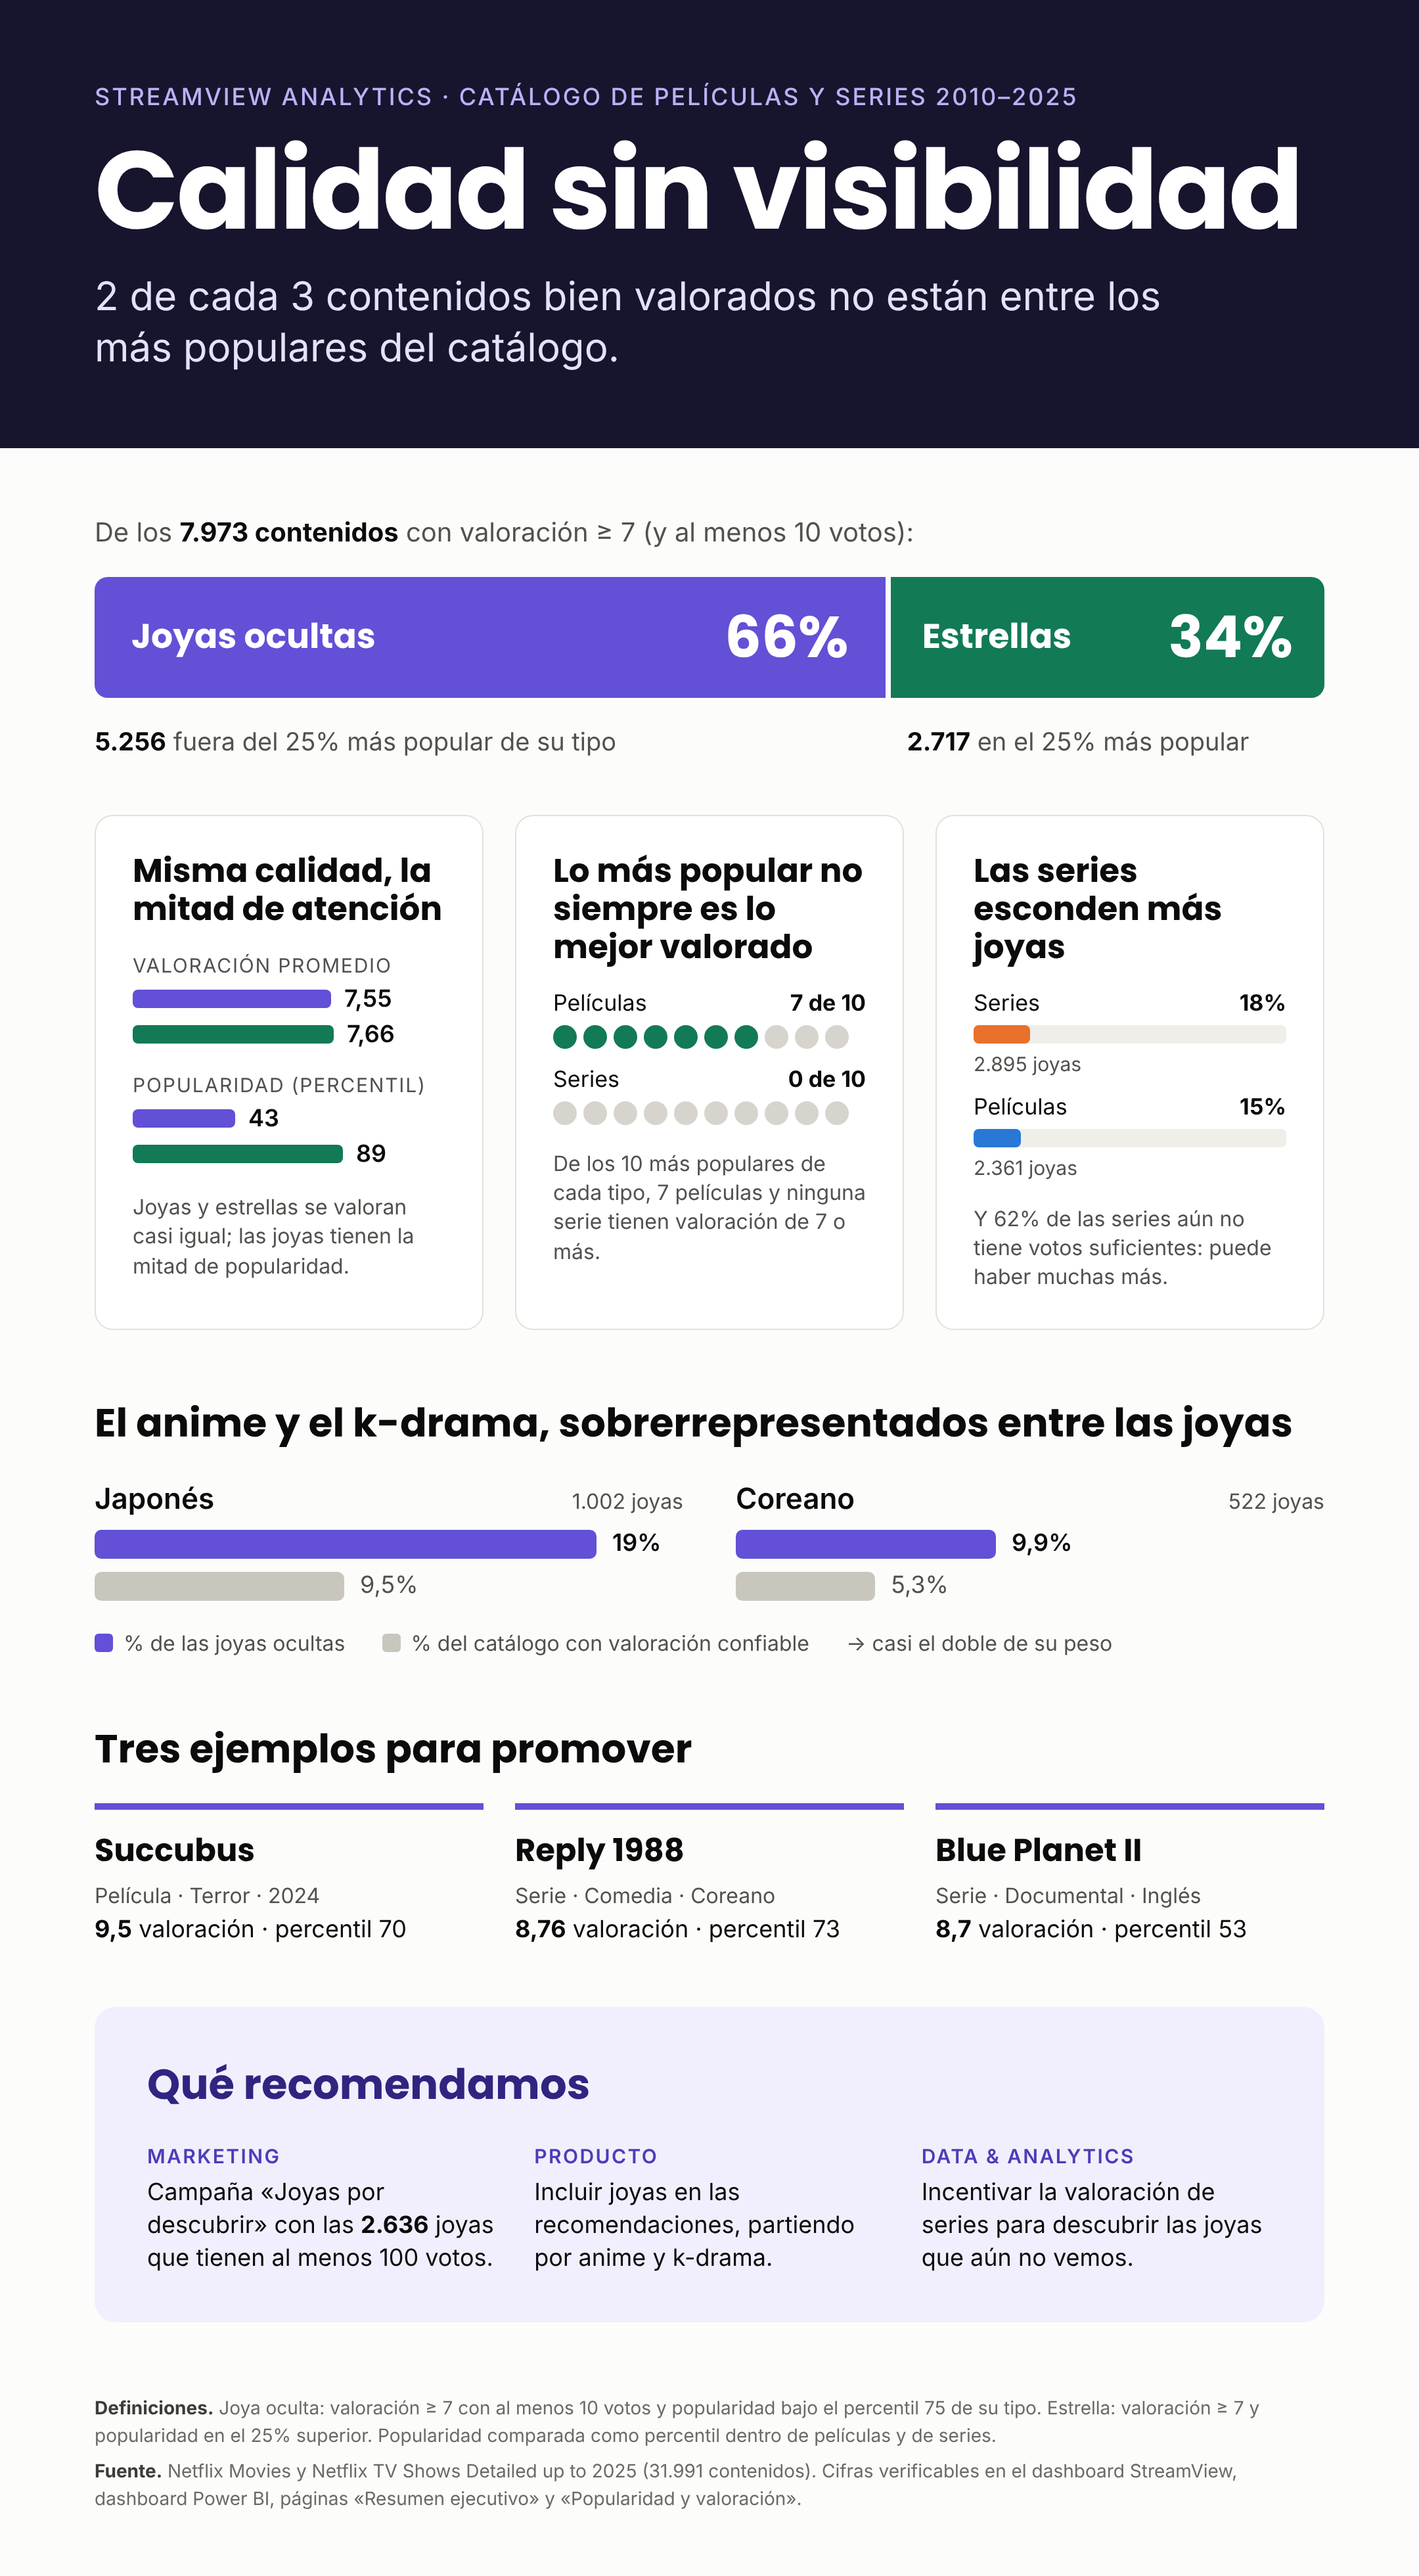 STREAMVIEW ANALYTICS · CATÁLOGO DE PELÍCULAS Y SERIES 2010–2025
Calidad sin visibilidad
2 de cada 3 contenidos bien valorados no están entre los
más populares del catálogo.
De los 7.973 contenidos con valoración ≥ 7 (y al menos 10 votos):
Joyas ocultas 66% Estrellas 34%
5.256 fuera del 25% más popular de su tipo
2.717 en el 25% más popular
Misma calidad, la
mitad de atención
VALORACIÓN PROMEDIO
7,55
7,66
POPULARIDAD (PERCENTIL)
43
89
Joyas y estrellas se valoran
casi igual; las joyas tienen la
mitad de popularidad.
Lo más popular no
siempre es lo
mejor valorado
Películas 7 de 10
Series 0 de 10
De los 10 más populares de
cada tipo, 7 películas y ninguna
serie tienen valoración de 7 o
más.
Las series
esconden más
joyas
Series 18%
2.895 joyas
Películas 15%
2.361 joyas
Y 62% de las series aún no
tiene votos suficientes: puede
haber muchas más.
El anime y el k-drama, sobrerrepresentados entre las joyas
Japonés 1.002 joyas
19%
9,5%
Coreano 522 joyas
9,9%
5,3%
% de las joyas ocultas % del catálogo con valoración confiable → casi el doble de su peso
Tres ejemplos para promover
Succubus
Película · Terror · 2024
9,5 valoración · percentil 70
Reply 1988
Serie · Comedia · Coreano
8,76 valoración · percentil 73
Blue Planet II
Serie · Documental · Inglés
8,7 valoración · percentil 53
Qué recomendamos
MARKETING
Campaña «Joyas por
descubrir» con las 2.636 joyas
que tienen al menos 100 votos.
PRODUCTO
Incluir joyas en las
recomendaciones, partiendo
por anime y k-drama.
DATA & ANALYTICS
Incentivar la valoración de
series para descubrir las joyas
que aún no vemos.
Definiciones. Joya oculta: valoración ≥ 7 con al menos 10 votos y popularidad bajo el percentil 75 de su tipo. Estrella: valoración ≥ 7 y
popularidad en el 25% superior. Popularidad comparada como percentil dentro de películas y de series.
Fuente. Netflix Movies y Netflix TV Shows Detailed up to 2025 (31.991 contenidos). Cifras verificables en el dashboard StreamView,
dashboard Power BI, páginas «Resumen ejecutivo» y «Popularidad y valoración».